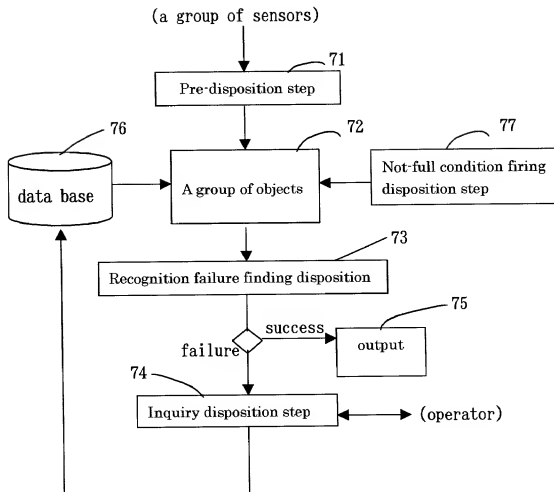 (a group of sensors)
71
Pre-disposition step
76
72
77
data base
A group of objects
Not-full condition firing
disposition step
73
Recognition failure finding disposition
75
success
failure
output
74
Inquiry disposition step
(operator)